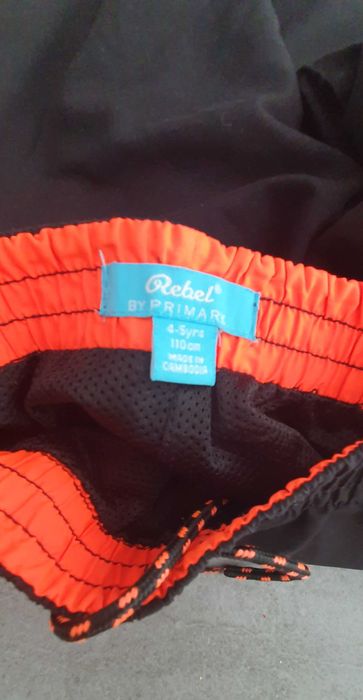 Rebel®
BY PRIMARK
4-5yrs
110cm
MADE IN
CAMBODIA